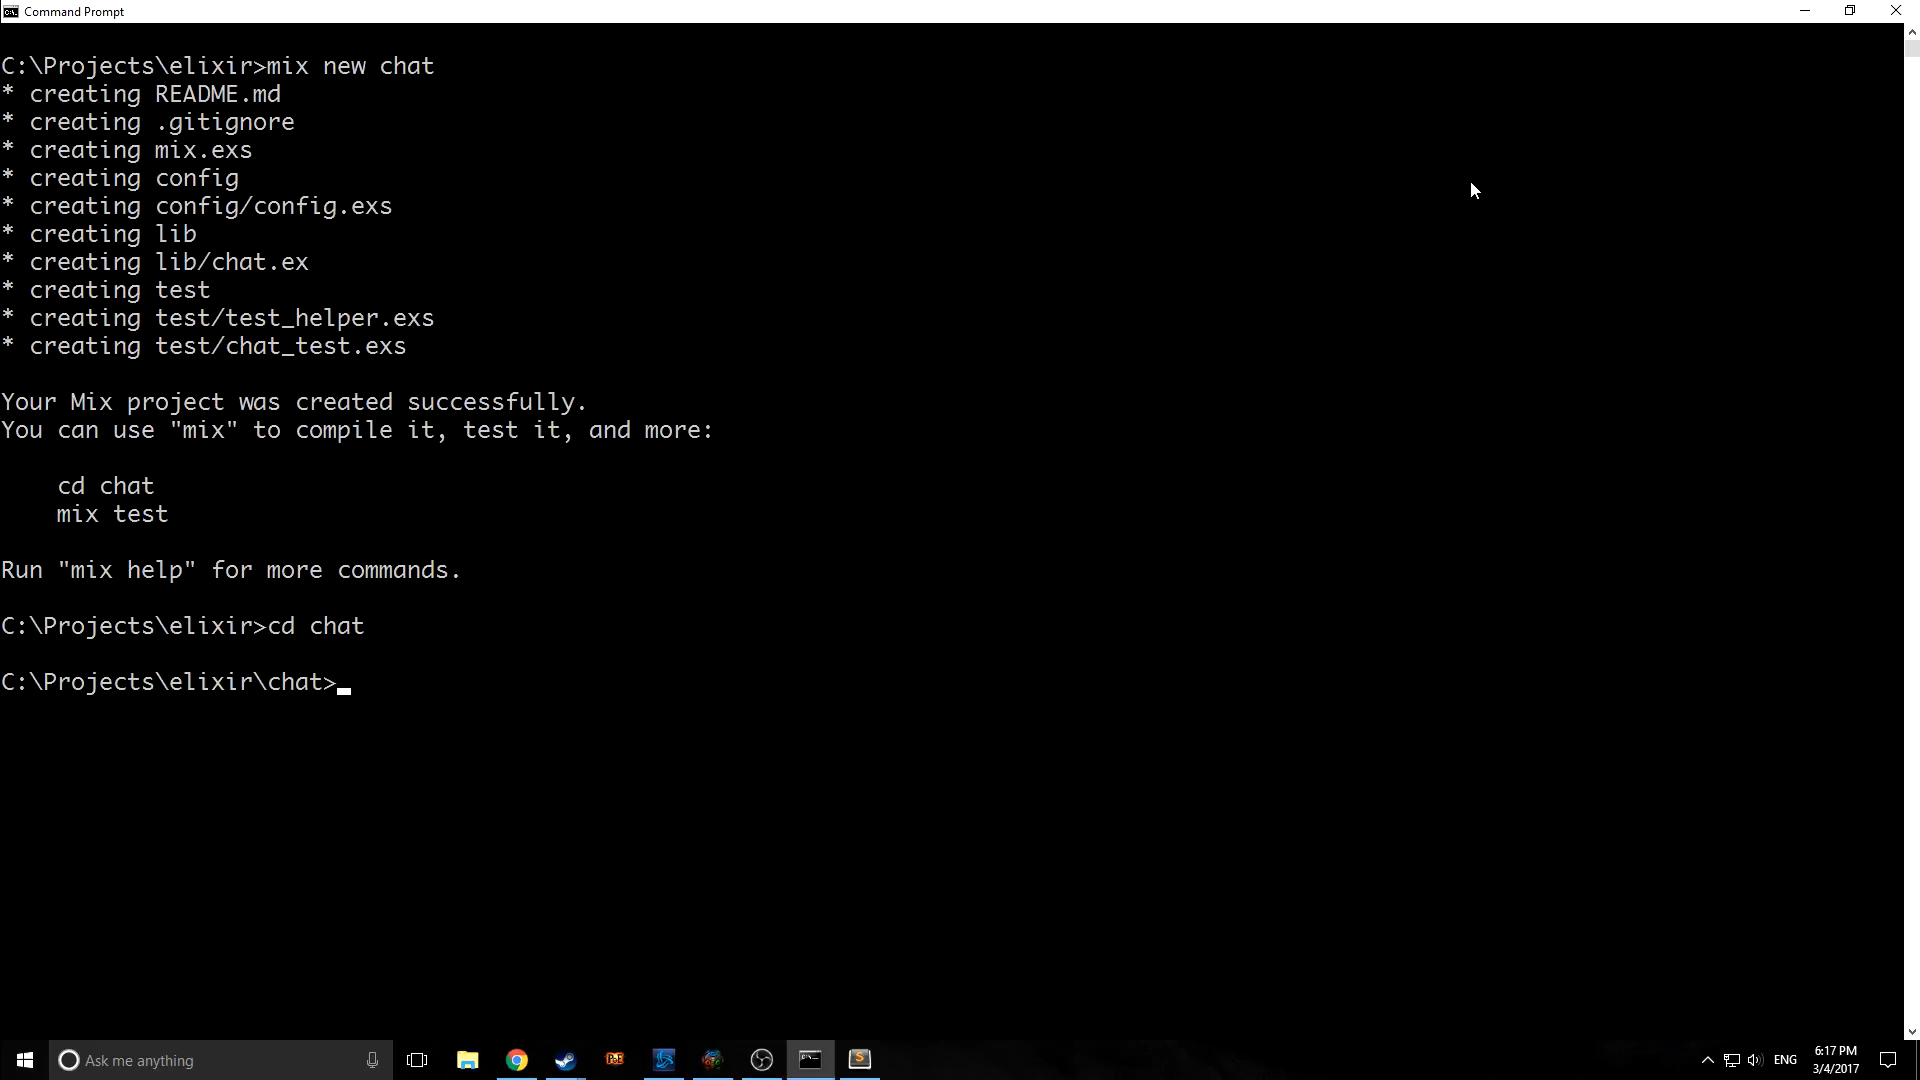 Command Prompt
C:\Projects\elixir>mix new chat
* creating README.md
* creating .gitignore
* creating mix.exs
* creating config
* creating config/config.exs
* creating lib
* creating lib/chat.ex
* creating test
* creating test/test_helper.exs
* creating test/chat_test.exs
Your Mix project was created successfully.
You can use "mix" to compile it, test it, and more:
cd chat
mix test
Run "mix help" for more commands.
C:\Projects\elixir>cd chat
C:\Projects\elixir\chat>
Ask me anything
PoE
S
ENG
6:17 PM
3/4/2017